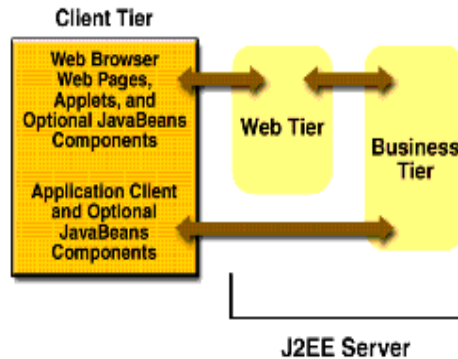 Client Tier
Web Browser
Web Pages,
Applets, and
Optional JavaBeans
Components
Application Client
and Optional
JavaBeans
Components
Web Tier
Business
Tier
J2EE Server